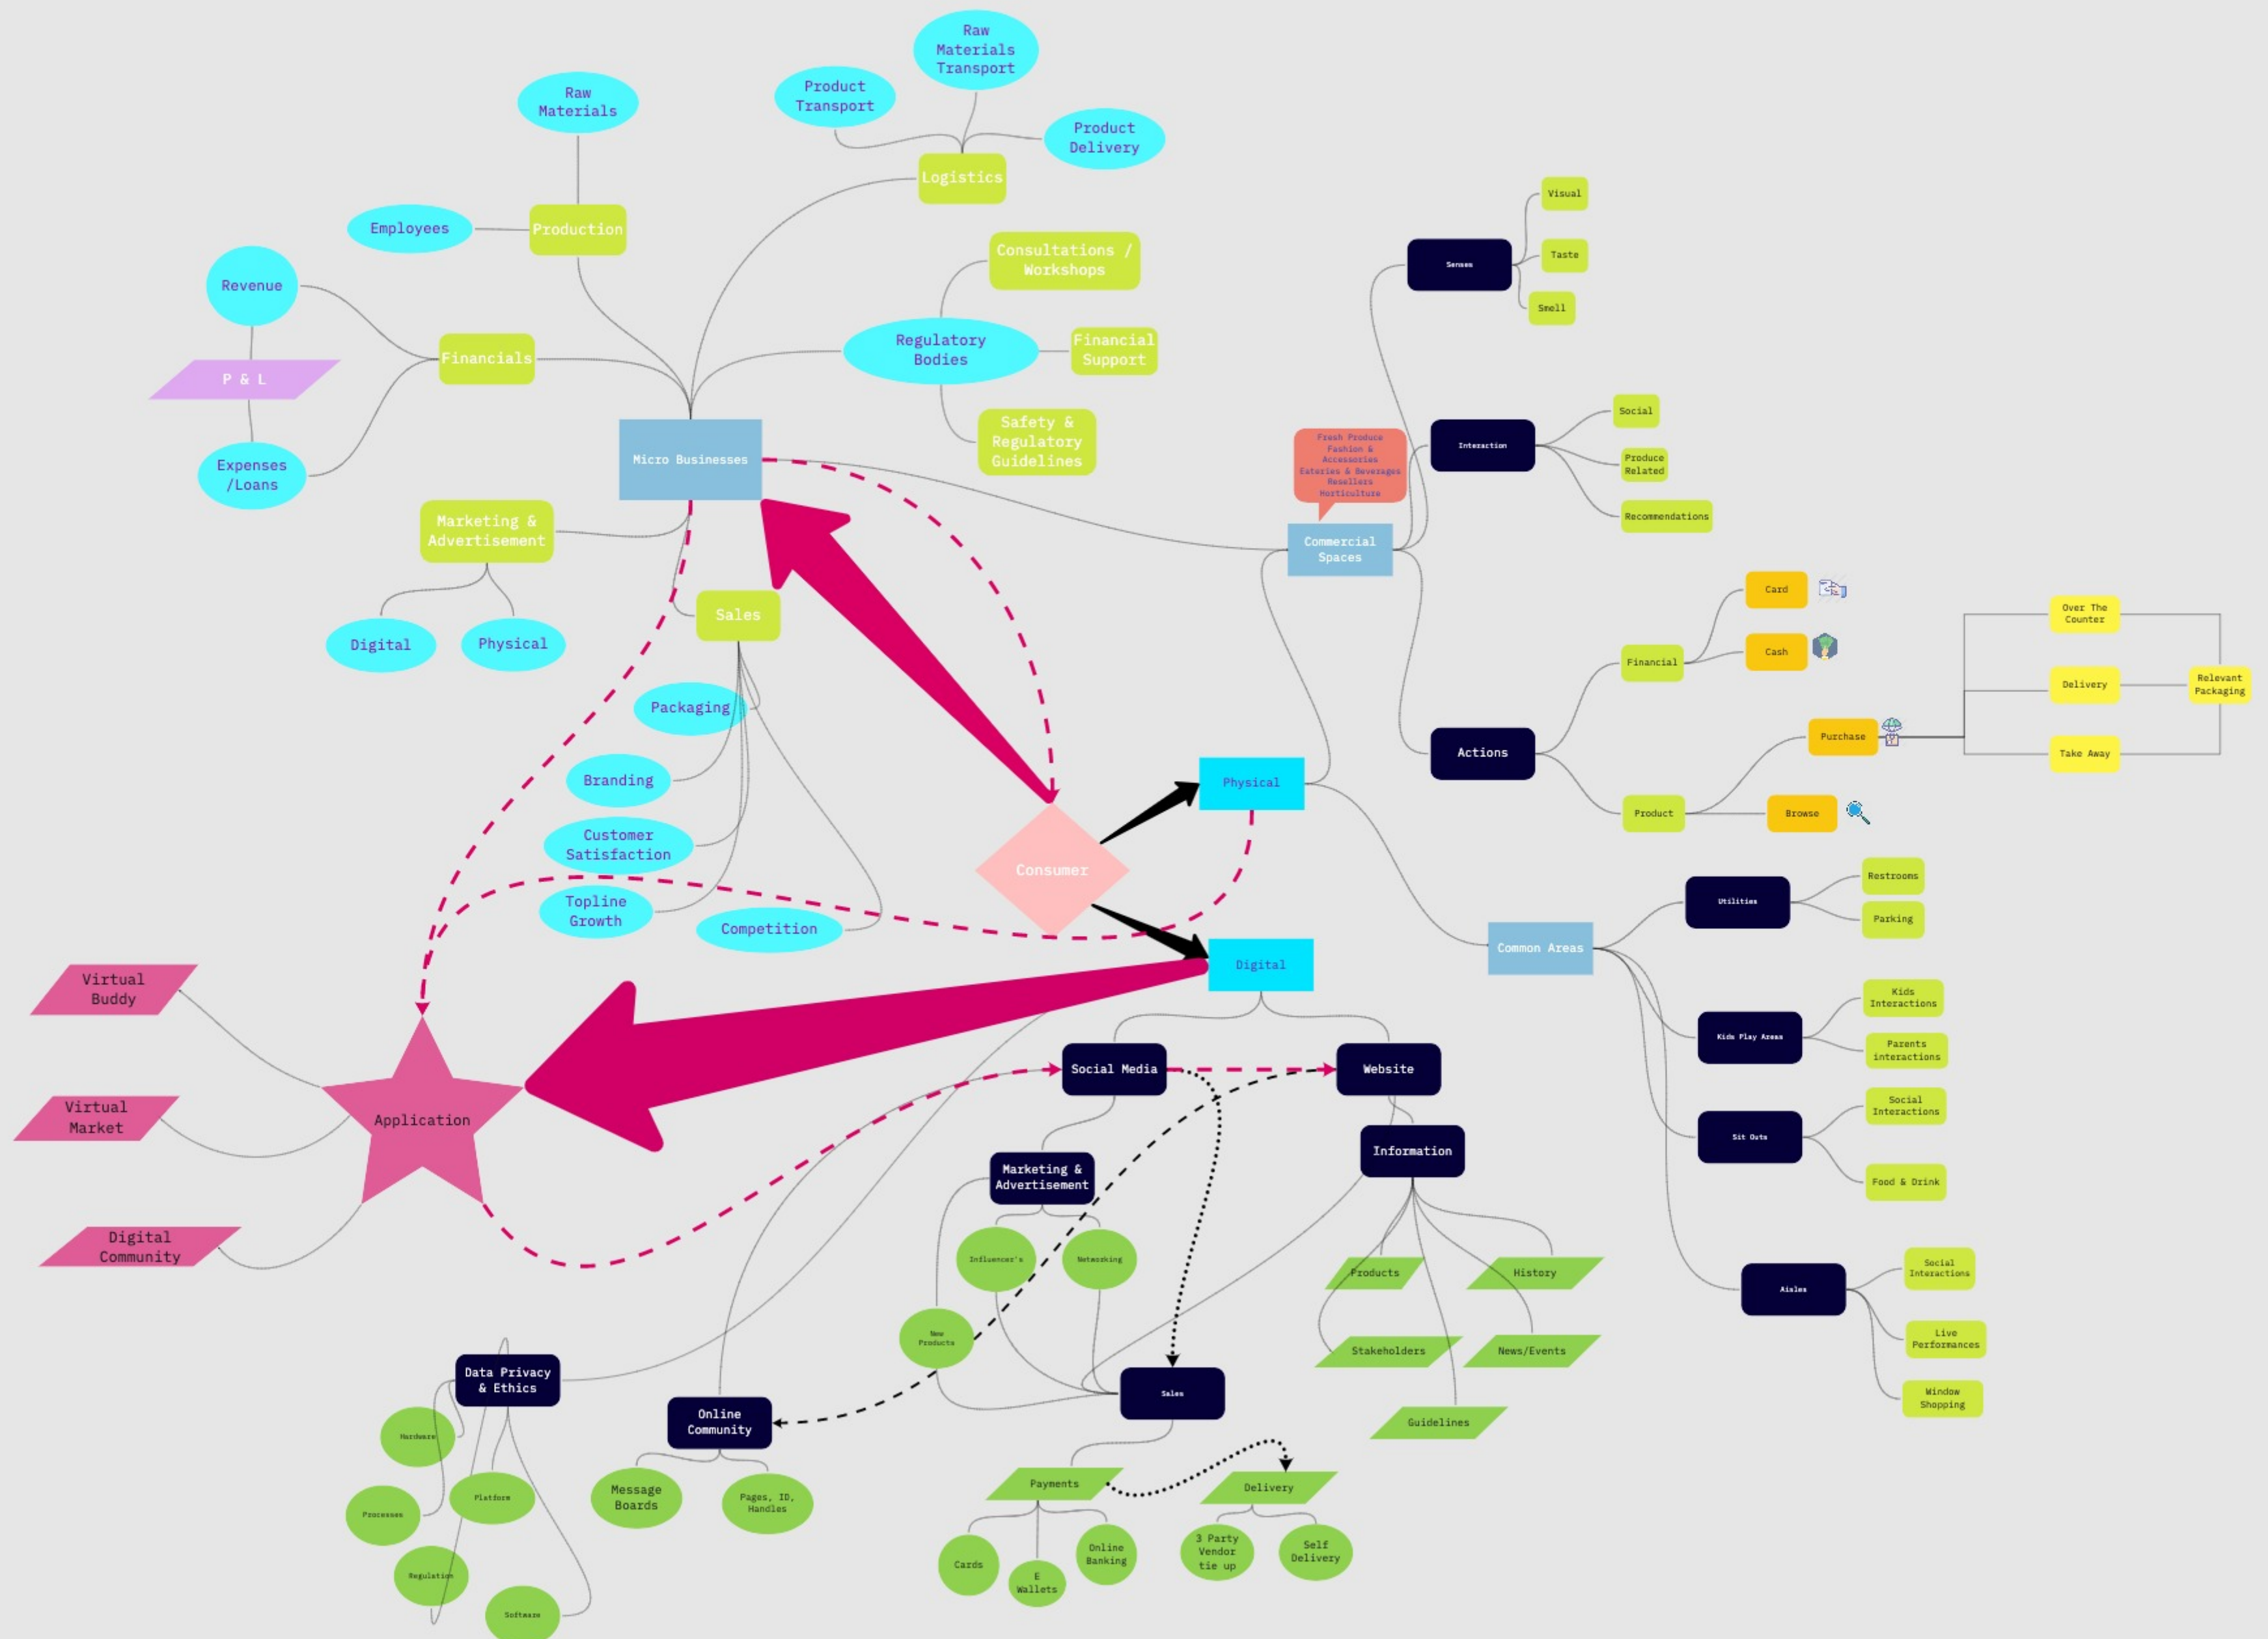 Raw
Materials
Transport
Product
Transport
Raw
Materials
Product
Delivery
Logistics
Employees
Production
Consultations /
Workshops
Revenue
Regulatory
Bodies
Financial
Support
Financials
P & L
Safety &
Regulatory
Guidelines
Expenses
/Loans
Micro Businesses
Marketing &
Advertisement
Sales
Digital
Physical
Packaging
Branding
Customer
Satisfaction
Topline
Growth
Competition
Senses
Visual
Taste
Smell
Fresh Produce
Fashion &
Accessories
Eateries & Beverages
Resellers
Horticulture
Commercial
Spaces
Interaction
Social
Produce
Related
Recommendations
Actions
Financial
Card
Cash
Product
Purchase
Browse
Over The
Counter
Delivery
Take Away
Relevant
Packaging
Consumer
Physical
Digital
Common Areas
Utilities
Restrooms
Parking
Kids Play Areas
Kids
Interactions
Parents
interactions
Sit Outs
Social
Interactions
Food & Drink
Aisles
Social
Interactions
Live
Performances
Window
Shopping
Virtual
Buddy
Virtual
Market
Digital
Community
Application
Social Media
Website
Marketing &
Advertisement
Information
Influencer's
Networking
New
Products
Products
History
Stakeholders
News/Events
Guidelines
Sales
Data Privacy
& Ethics
Hardware
Processes
Platform
Regulation
Software
Online
Community
Message
Boards
Pages, ID,
Handles
Payments
Delivery
Cards
E
Wallets
Online
Banking
3 Party
Vendor
tie up
Self
Delivery